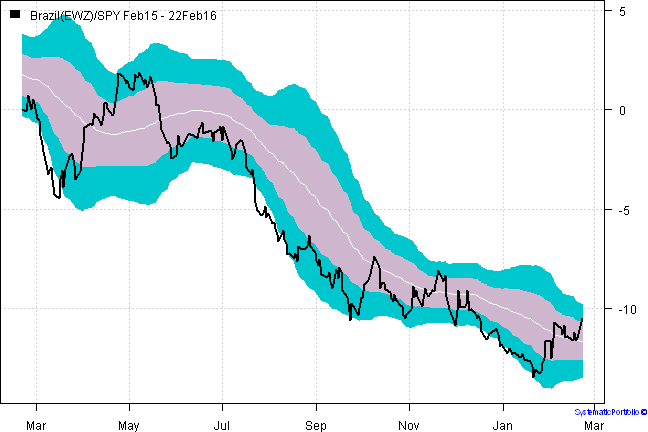 Brazil(EWZ)/SPY Feb15 - 22Feb16
5
0
-5
-10
Mar May Jul Sep Nov Jan Mar
SystematicPortfolio ©